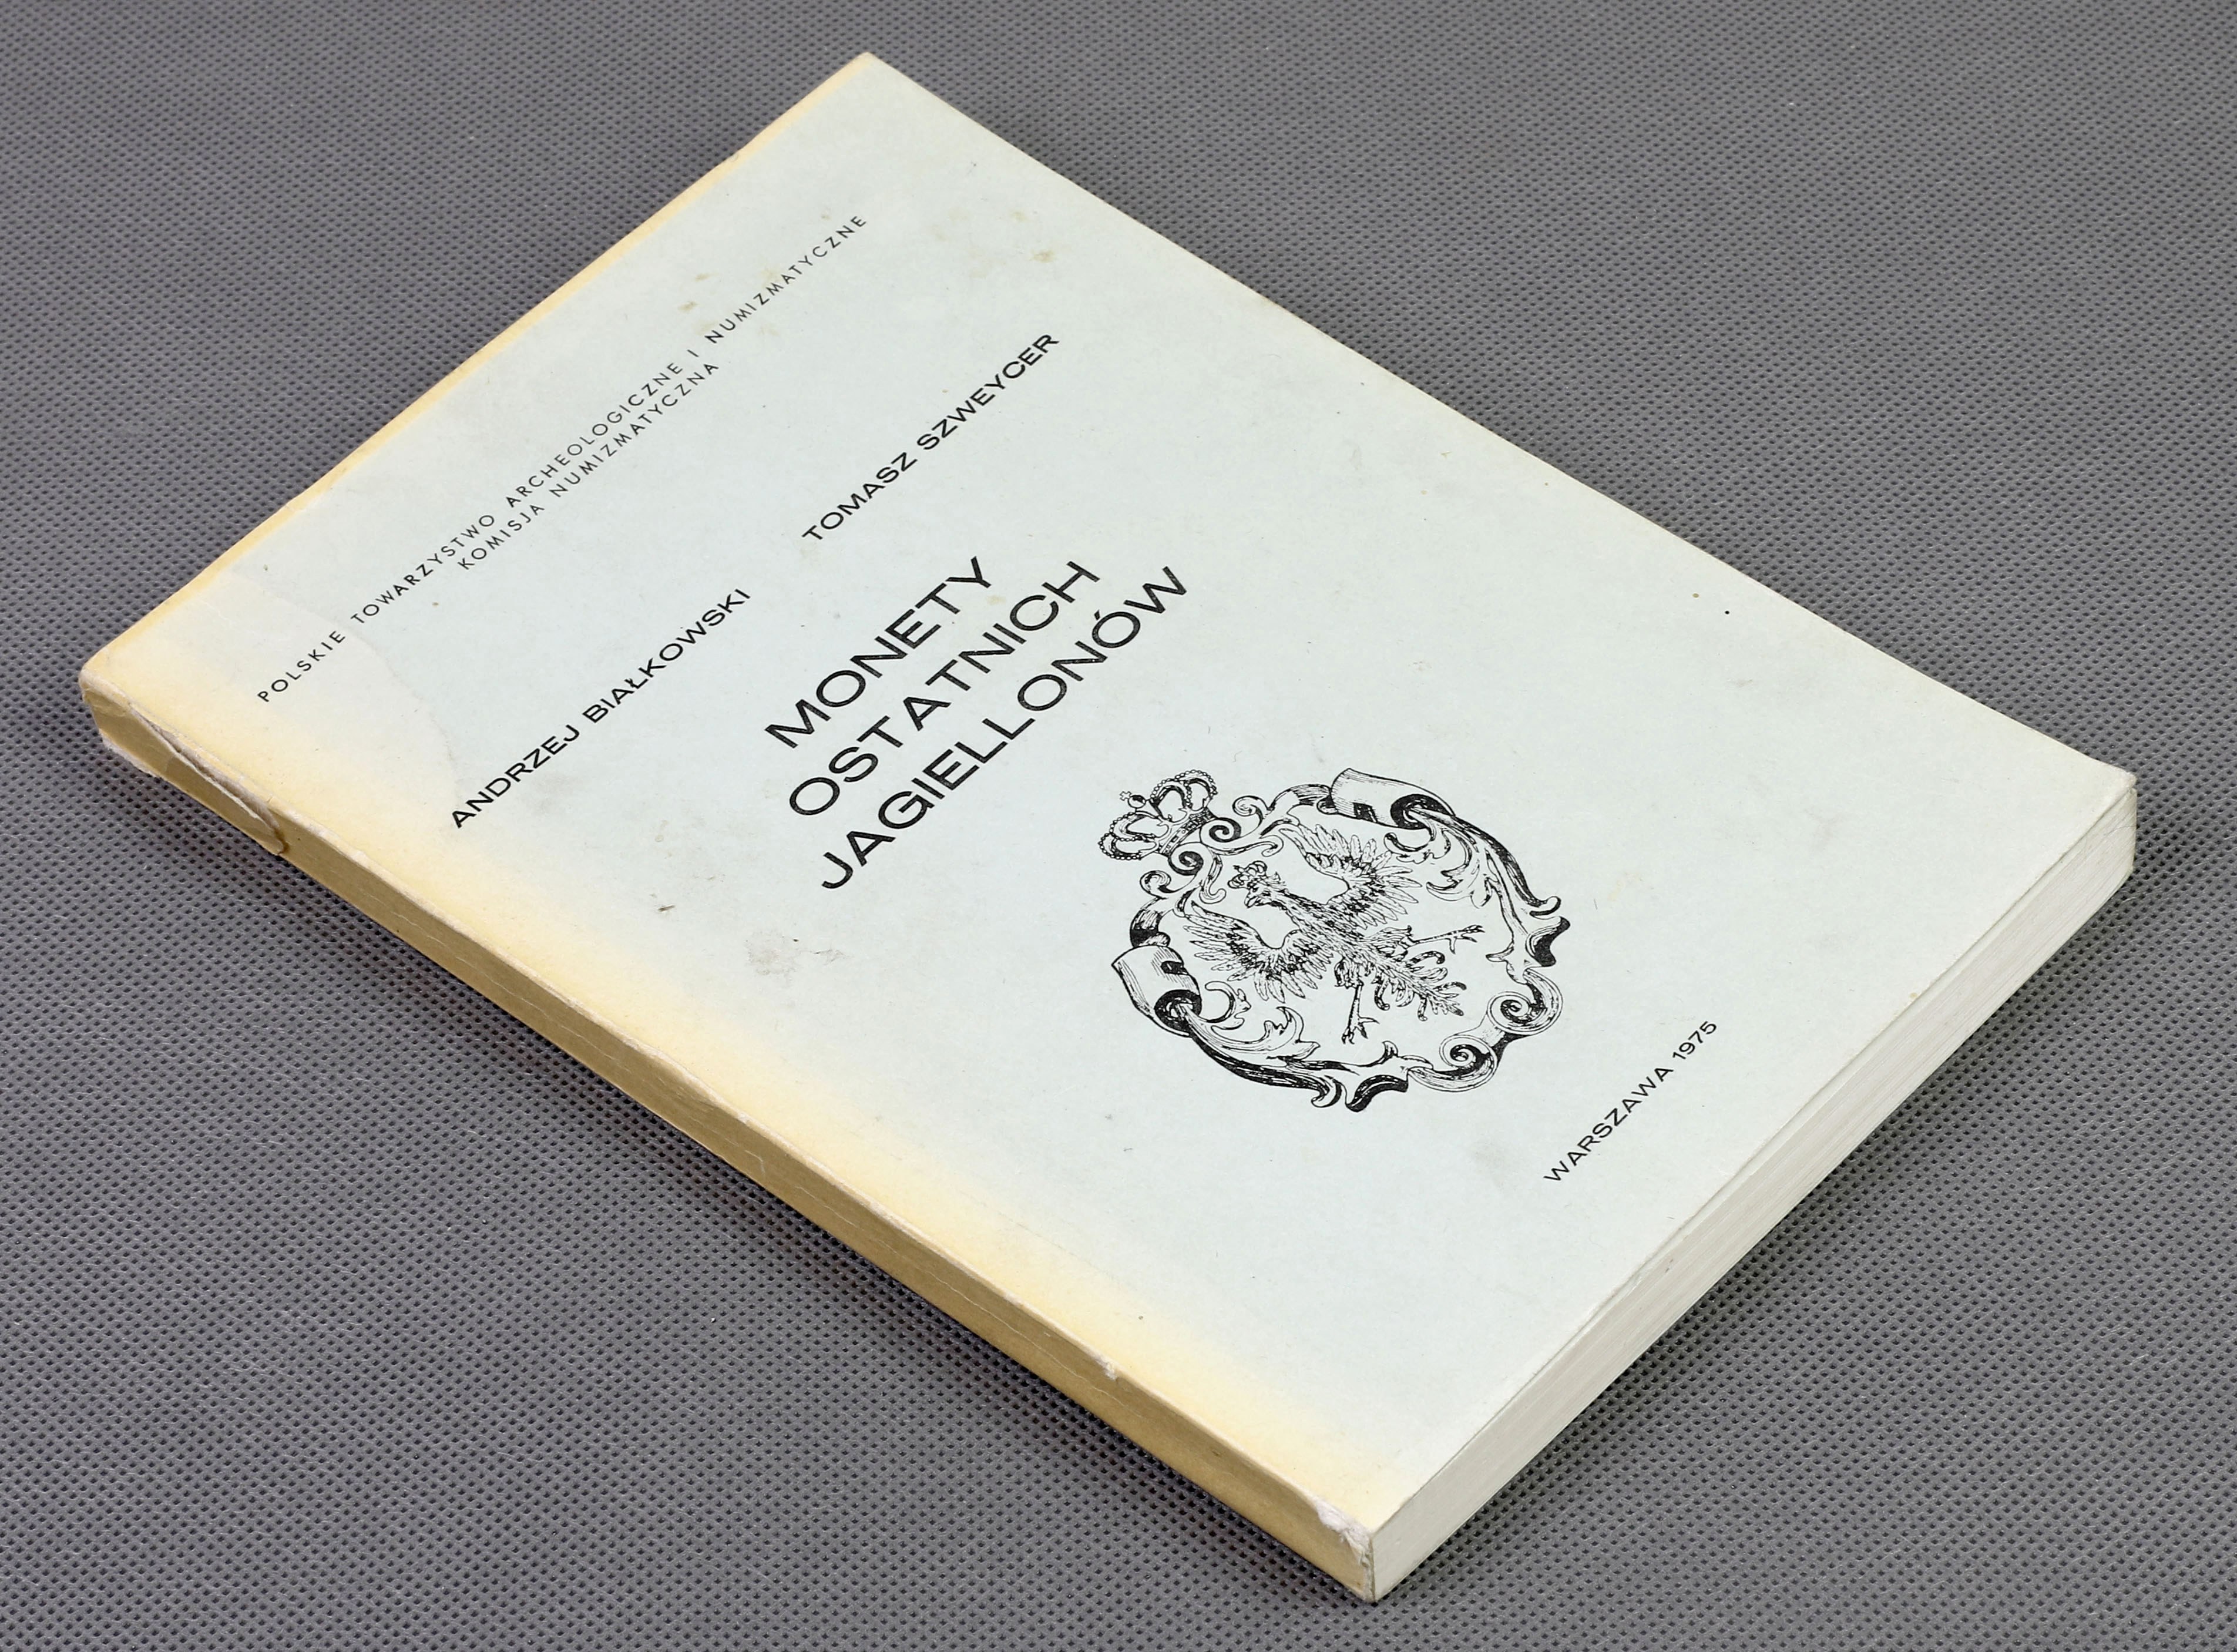 POLSKIE TOWARZYSTWO ARCHEOLOGICZNE I NUMIZMATYCZNE
KOMISJA NUMIZMATYCZNA
ANDRZEJ BIAŁKOWSKI TOMASZ SZWEYCER
MONETY
OSTATNICH
JAGIELLONÓW
WARSZAWA 1975